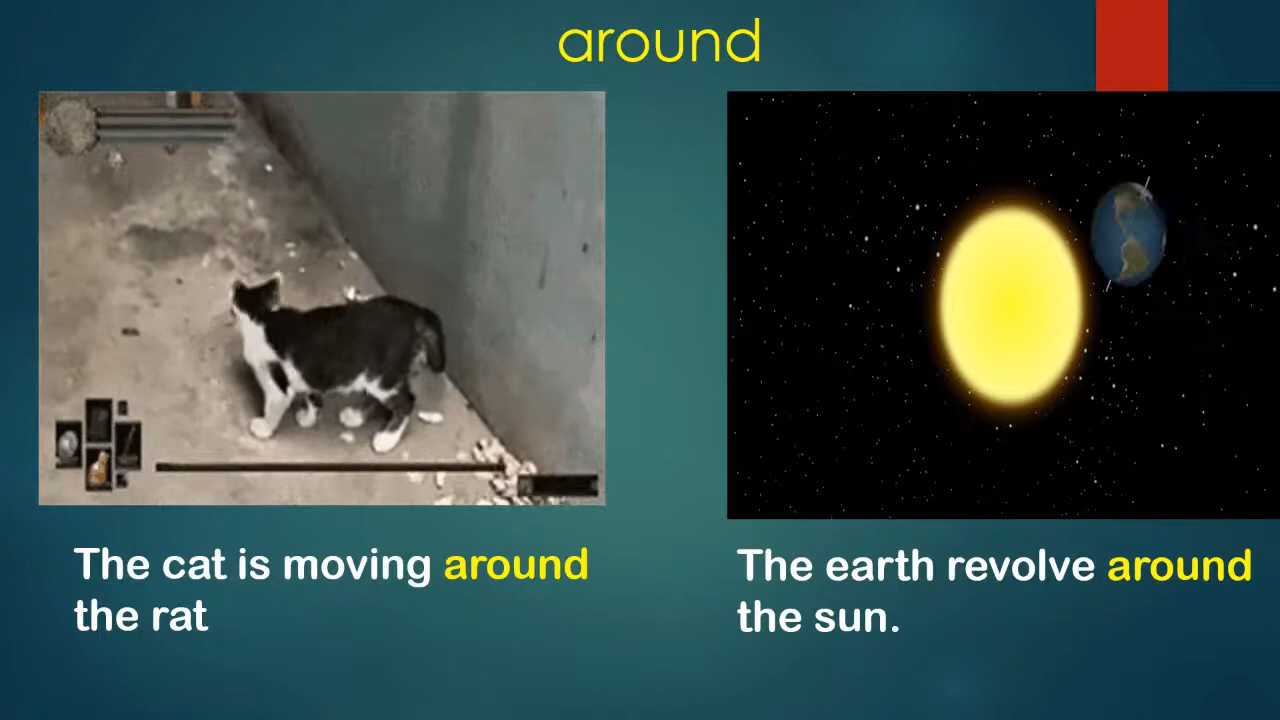 around
The cat is moving around
the rat
The earth revolve around
the sun.